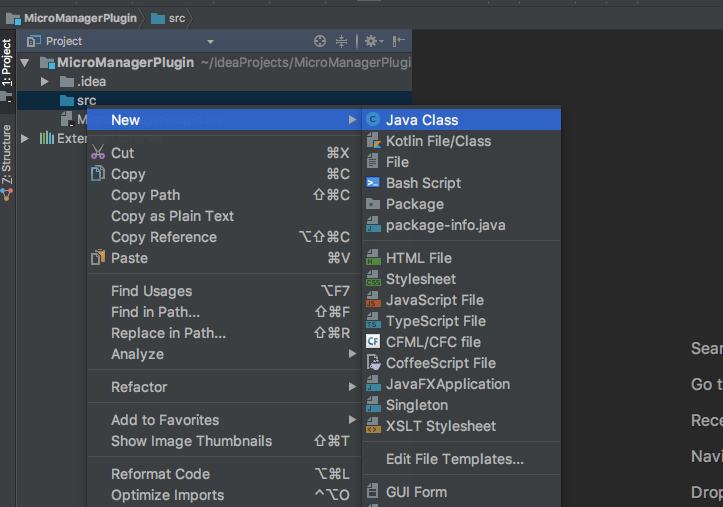 MicroManagerPlugin src
Project
1: Project
MicroManagerPlugin ~/IdeaProjects/MicroManagerPlugin
.idea
src
Z: Structure
New
Cut ⌘X
Copy ⌘C
Copy Path ⇧⌘C
Copy as Plain Text
Copy Reference ⌥⇧⌘C
Paste ⌘V
Find Usages ⌥F7
Find in Path... ⇧⌘F
Replace in Path... ⇧⌘R
Analyze
Refactor
Add to Favorites
Show Image Thumbnails ⇧⌘T
Reformat Code ⌥⌘L
Optimize Imports ^⌥O
Java Class
Kotlin File/Class
File
Bash Script
Package
package-info.java
HTML File
Stylesheet
JavaScript File
TypeScript File
CFML/CFC file
CoffeeScript File
JavaFXApplication
Singleton
XSLT Stylesheet
Edit File Templates...
GUI Form
Sear
Go t
Rece
Navi
Drop